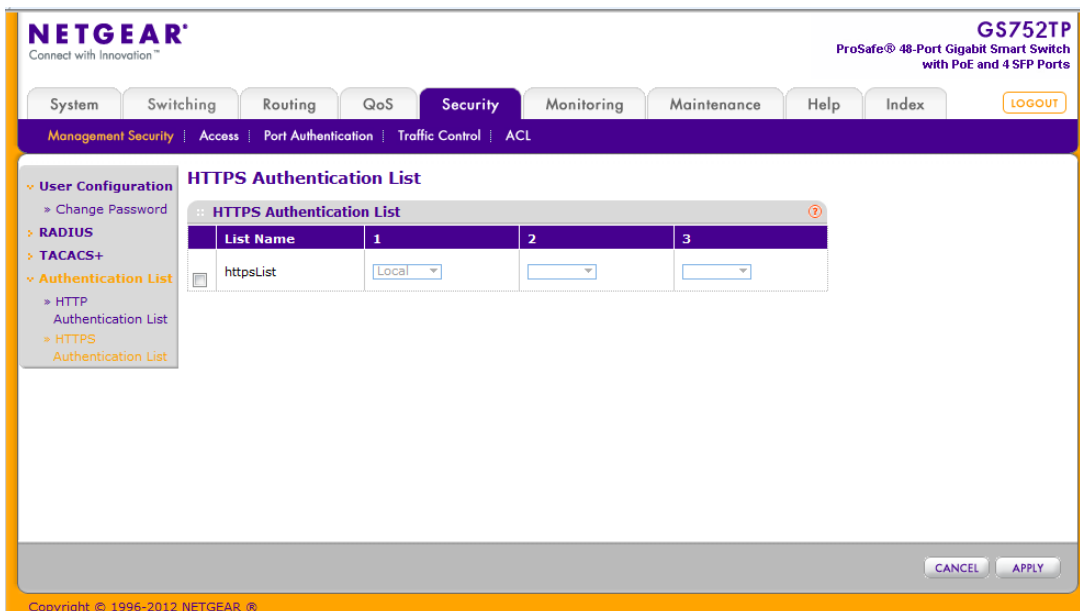 NETGEAR®
Connect with Innovation™
GS752TP
ProSafe® 48-Port Gigabit Smart Switch
with PoE and 4 SFP Ports
System Switching Routing QoS Security Monitoring Maintenance Help Index LOGOUT
Management Security Access Port Authentication Traffic Control ACL
User Configuration
» Change Password
RADIUS
TACACS+
Authentication List
» HTTP
Authentication List
» HTTPS
Authentication List
HTTPS Authentication List
HTTPS Authentication List ?
List Name 1 2 3
httpsList Local
CANCEL APPLY
Copyright © 1996-2012 NETGEAR ®